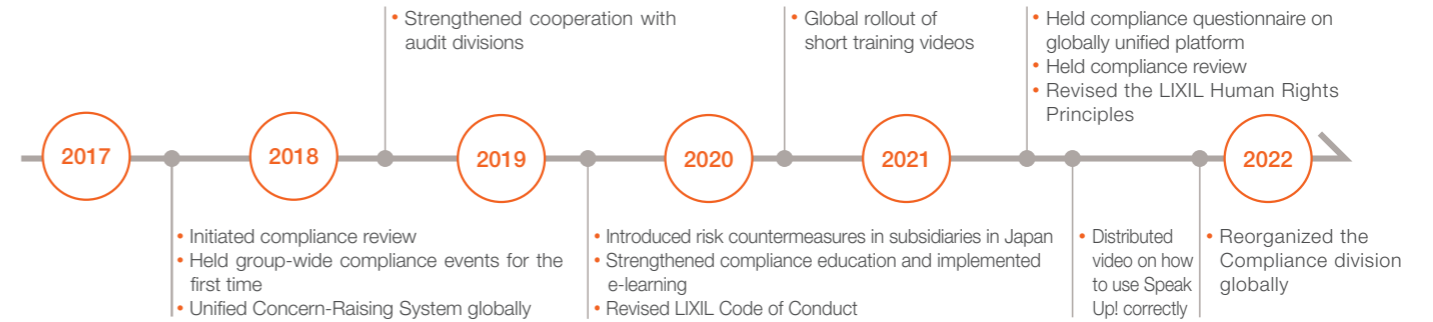 • Strengthened cooperation with
audit divisions
• Global rollout of
short training videos
• Held compliance questionnaire on
globally unified platform
• Held compliance review
• Revised the LIXIL Human Rights
Principles
2017
2018
2019
2020
2021
2022
• Initiated compliance review
• Held group-wide compliance events for the
first time
• Unified Concern-Raising System globally
• Introduced risk countermeasures in subsidiaries in Japan
• Strengthened compliance education and implemented
e-learning
• Revised LIXIL Code of Conduct
• Distributed
video on how
to use Speak
Up! correctly
• Reorganized the
Compliance division
globally